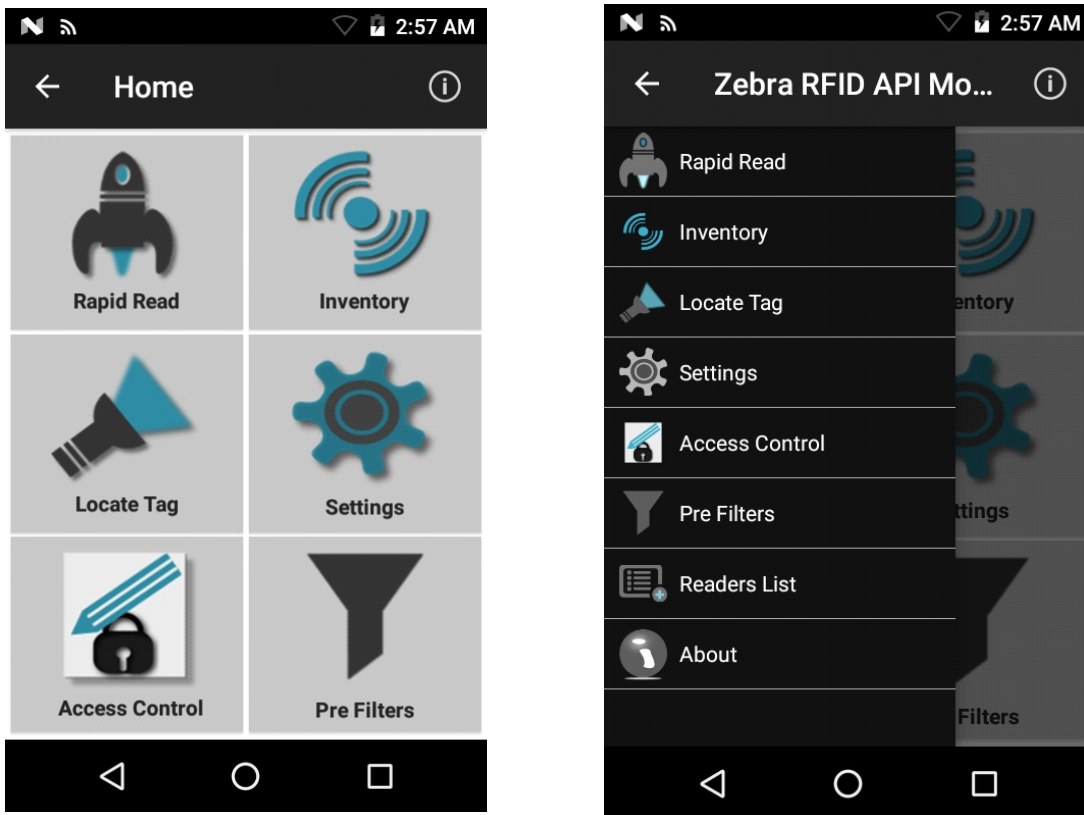 2:57 AM
Home
Rapid Read
Inventory
Locate Tag
Settings
Access Control
Pre Filters
2:57 AM
Zebra RFID API Mo...
Rapid Read
Inventory
Locate Tag
Settings
Access Control
Pre Filters
Readers List
About
entory
ttings
Filters